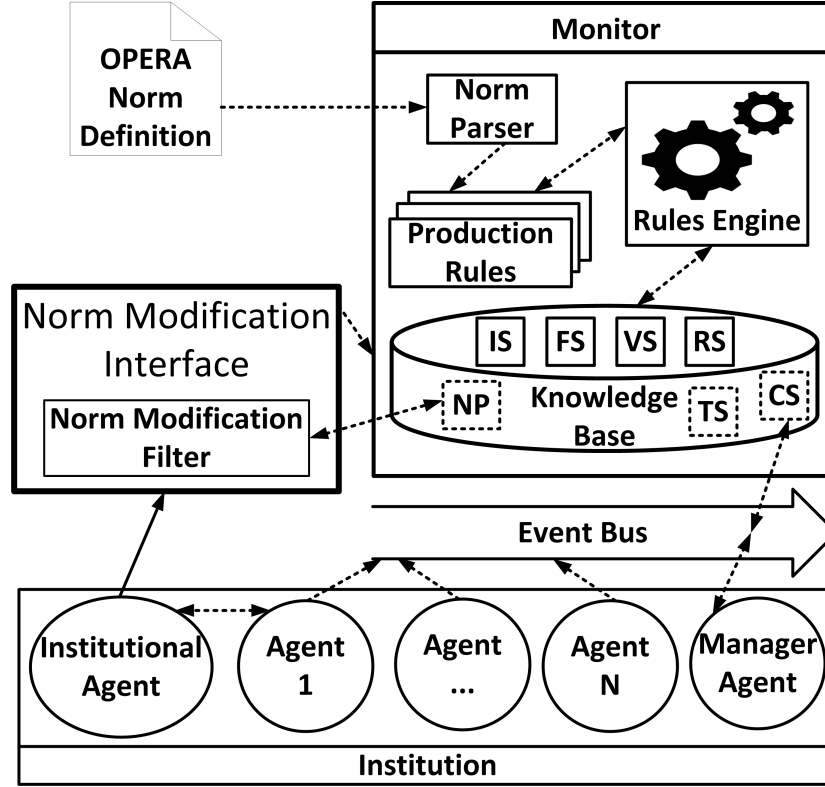 OPERA
Norm
Definition
Monitor
Norm
Parser
Rules Engine
Production
Rules
Norm Modification
Interface
Norm Modification
Filter
IS FS VS RS
NP Knowledge
Base
TS
CS
Event Bus
Institutional
Agent
Agent
1
Agent
...
Agent
N
Manager
Agent
Institution